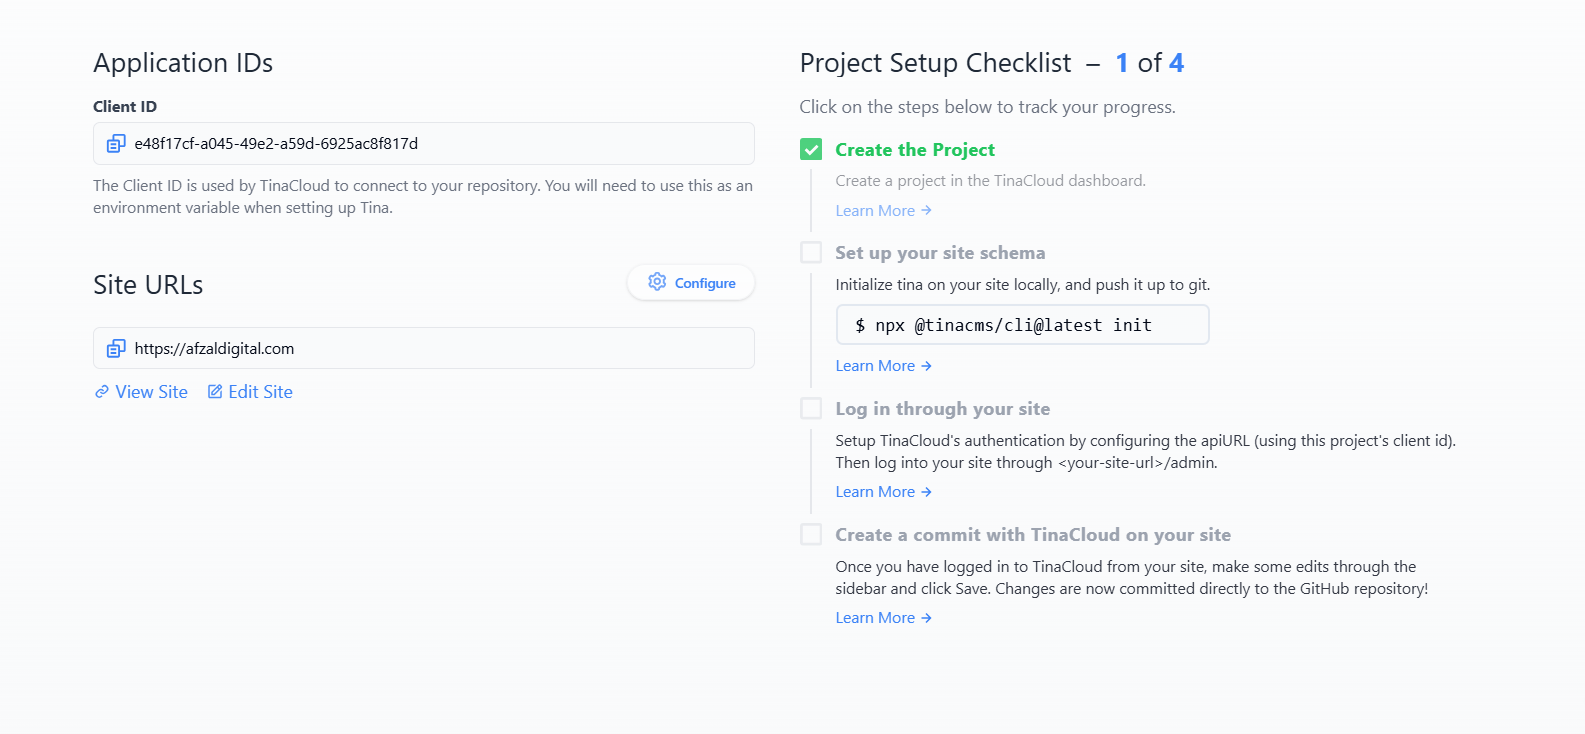 Application IDs
Client ID
e48f17cf-a045-49e2-a59d-6925ac8f817d
The Client ID is used by TinaCloud to connect to your repository. You will need to use this as an
environment variable when setting up Tina.
Site URLs
Configure
https://afzaldigital.com
View Site
Edit Site
Project Setup Checklist – 1 of 4
Click on the steps below to track your progress.
Create the Project
Create a project in the TinaCloud dashboard.
Learn More →
Set up your site schema
Initialize tina on your site locally, and push it up to git.
$ npx @tinacms/cli@latest init
Learn More →
Log in through your site
Setup TinaCloud's authentication by configuring the apiURL (using this project's client id).
Then log into your site through <your-site-url>/admin.
Learn More →
Create a commit with TinaCloud on your site
Once you have logged in to TinaCloud from your site, make some edits through the
sidebar and click Save. Changes are now committed directly to the GitHub repository!
Learn More →